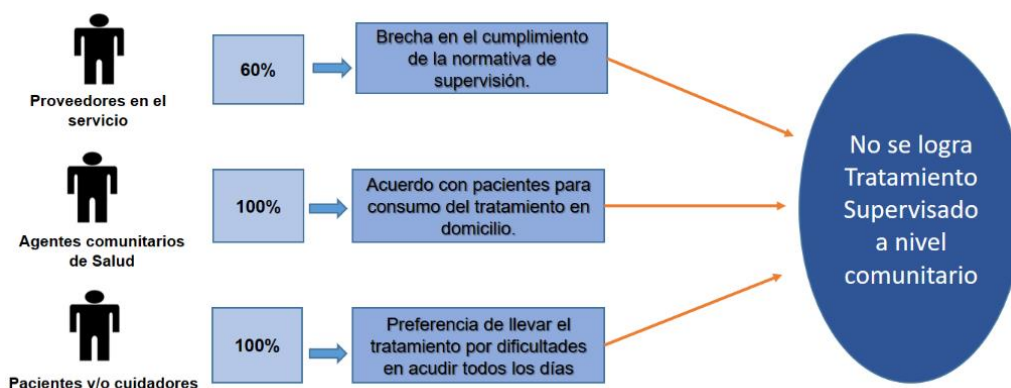 Proveedores en el
servicio
60%
Brecha en el cumplimiento
de la normativa de
supervisión.
Agentes comunitarios
de Salud
100%
Acuerdo con pacientes para
consumo del tratamiento en
domicilio.
Pacientes y/o cuidadores
100%
Preferencia de llevar el
tratamiento por dificultades
en acudir todos los días
No se logra
Tratamiento
Supervisado
a nivel
comunitario